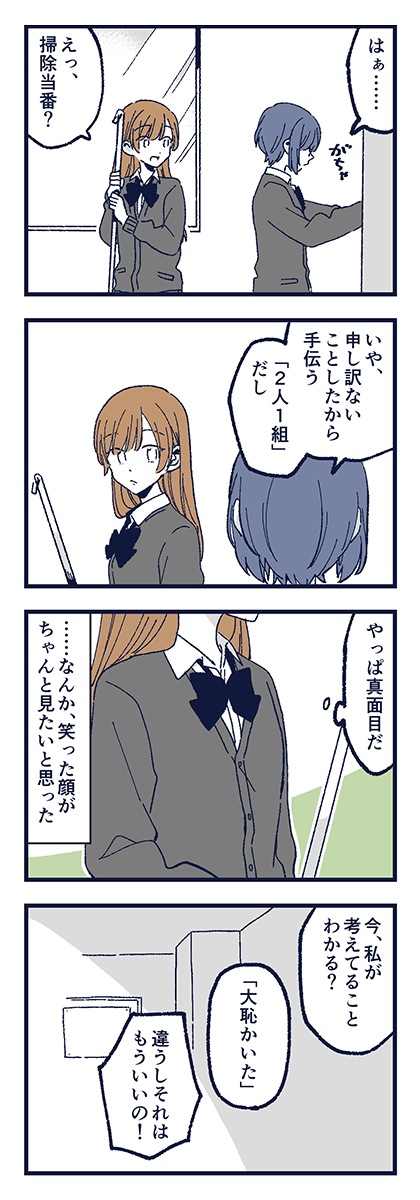 はぁ……
がちゃ
えっ、
掃除当番？
いや、
申し訳ない
ことしたから
手伝う
「２人１組」
だし
やっぱ真面目だ
……なんか、笑った顔が
ちゃんと見たいと思った
今、私が
考えてること
わかる？
「大恥かいた」
違うしそれは
もういいの！